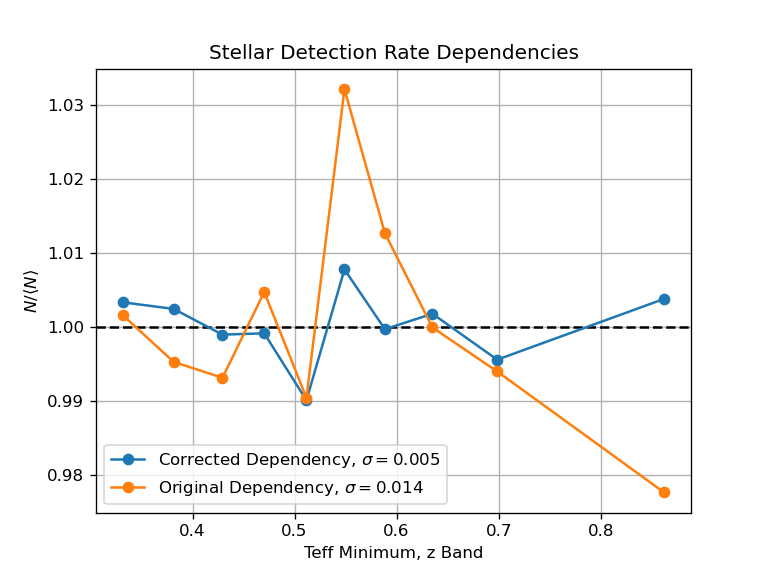 Stellar Detection Rate Dependencies
1.03
1.02
1.01
1.00
0.99
0.98
N/⟨N⟩
Corrected Dependency, σ = 0.005
Original Dependency, σ = 0.014
0.4 0.5 0.6 0.7 0.8
Teff Minimum, z Band